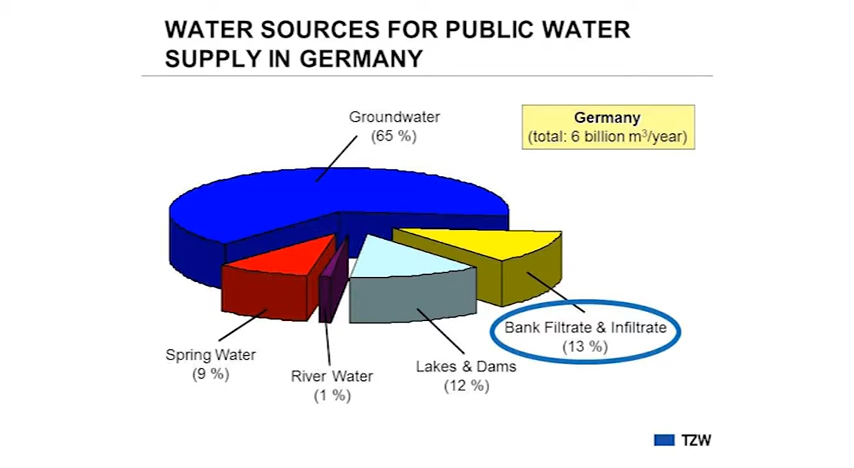 WATER SOURCES FOR PUBLIC WATER
SUPPLY IN GERMANY
Groundwater
(65 %)
Germany
(total: 6 billion m³/year)
Bank Filtrate & Infiltrate
(13 %)
Spring Water
(9 %)
River Water
(1 %)
Lakes & Dams
(12 %)
TZW